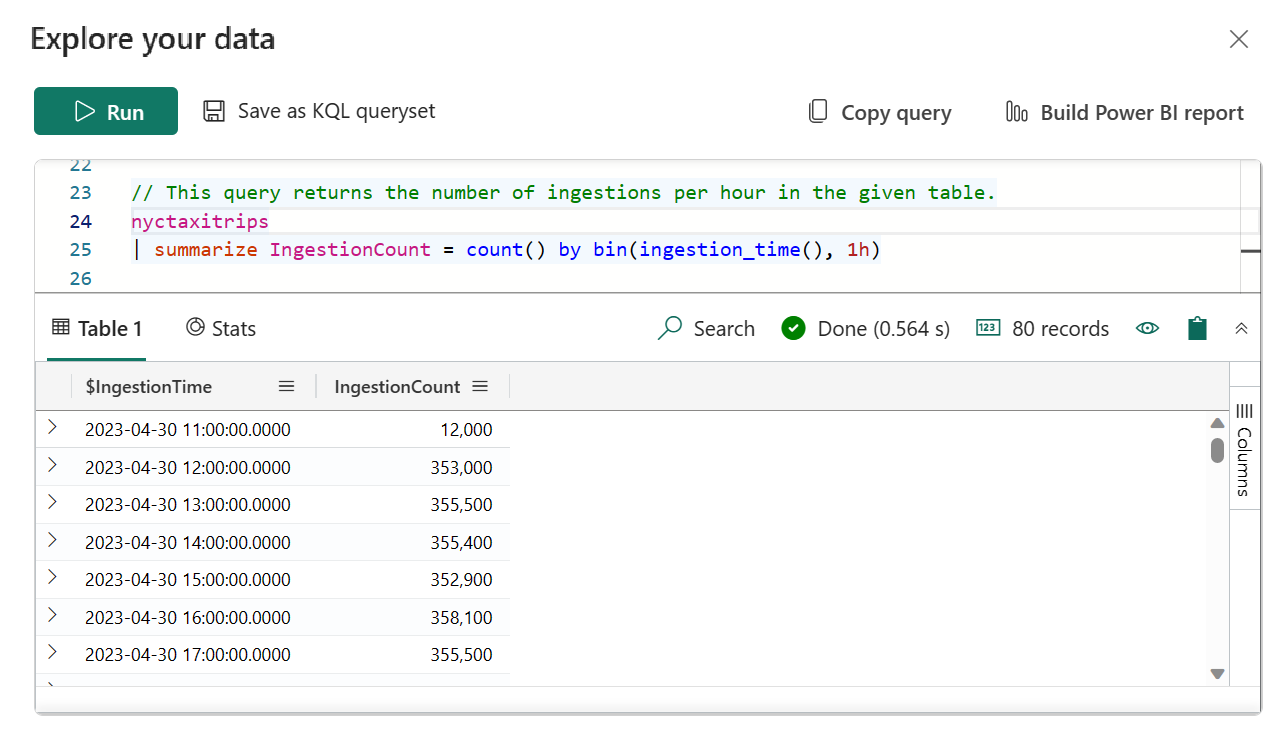 Explore your data
Run
Save as KQL queryset
Copy query
Build Power BI report
22
23 // This query returns the number of ingestions per hour in the given table.
24 nyctaxitrips
25 | summarize IngestionCount = count() by bin(ingestion_time(), 1h)
26
Table 1
Stats
Search
Done (0.564 s)
123
80 records
$IngestionTime IngestionCount
2023-04-30 11:00:00.0000 12,000
2023-04-30 12:00:00.0000 353,000
2023-04-30 13:00:00.0000 355,500
2023-04-30 14:00:00.0000 355,400
2023-04-30 15:00:00.0000 352,900
2023-04-30 16:00:00.0000 358,100
2023-04-30 17:00:00.0000 355,500
Columns